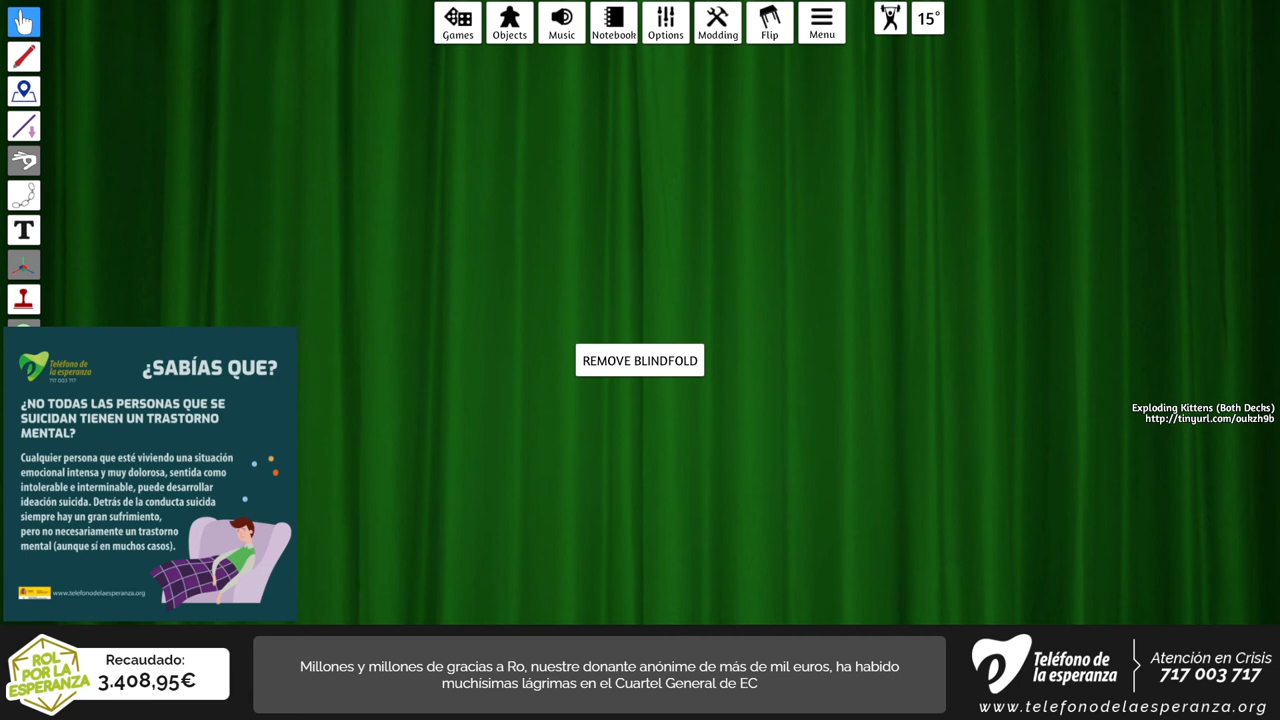 Games
Objects
Music
Notebook
Options
Modding
Flip
Menu
15°
T
REMOVE BLINDFOLD
Exploding Kittens (Both Decks)
http://tinyurl.com/oukzh9b
Teléfono de
la esperanza
717 003 717
¿SABÍAS QUE?
¿NO TODAS LAS PERSONAS QUE SE
SUICIDAN TIENEN UN TRASTORNO
MENTAL?
Cualquier persona que esté viviendo una situación
emocional intensa y muy dolorosa, sentida como
intolerable e interminable, puede desarrollar
ideación suicida. Detrás de la conducta suicida
siempre hay un gran sufrimiento,
pero no necesariamente un trastorno
mental (aunque sí en muchos casos).
www.telefonodelaesperanza.org
ROL
POR LA
ESPERANZA
Recaudado:
3.408,95€
Millones y millones de gracias a Ro, nuestre donante anónime de más de mil euros, ha habido
muchísimas lágrimas en el Cuartel General de EC
Teléfono de
la esperanza
Atención en Crisis
717 003 717
www.telefonodelaesperanza.org